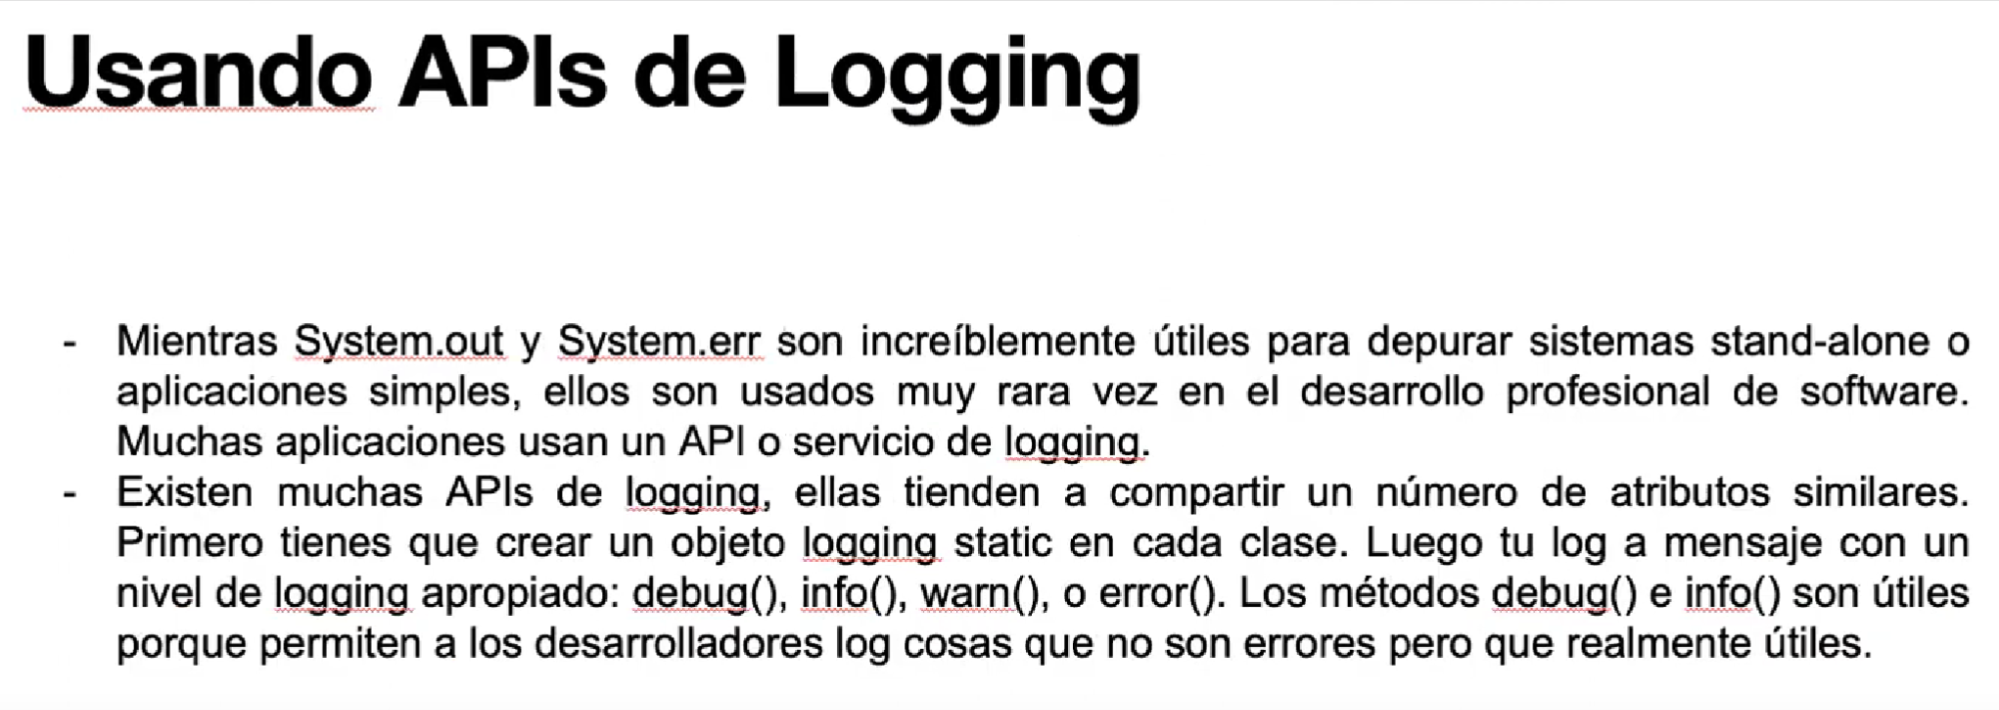 Usando APIs de Logging
- Mientras System.out y System.err son increíblemente útiles para depurar sistemas stand-alone o
aplicaciones simples, ellos son usados muy rara vez en el desarrollo profesional de software.
Muchas aplicaciones usan un API o servicio de logging.
- Existen muchas APIs de logging, ellas tienden a compartir un número de atributos similares.
Primero tienes que crear un objeto logging static en cada clase. Luego tu log a mensaje con un
nivel de logging apropiado: debug(), info(), warn(), o error(). Los métodos debug() e info() son útiles
porque permiten a los desarrolladores log cosas que no son errores pero que realmente útiles.